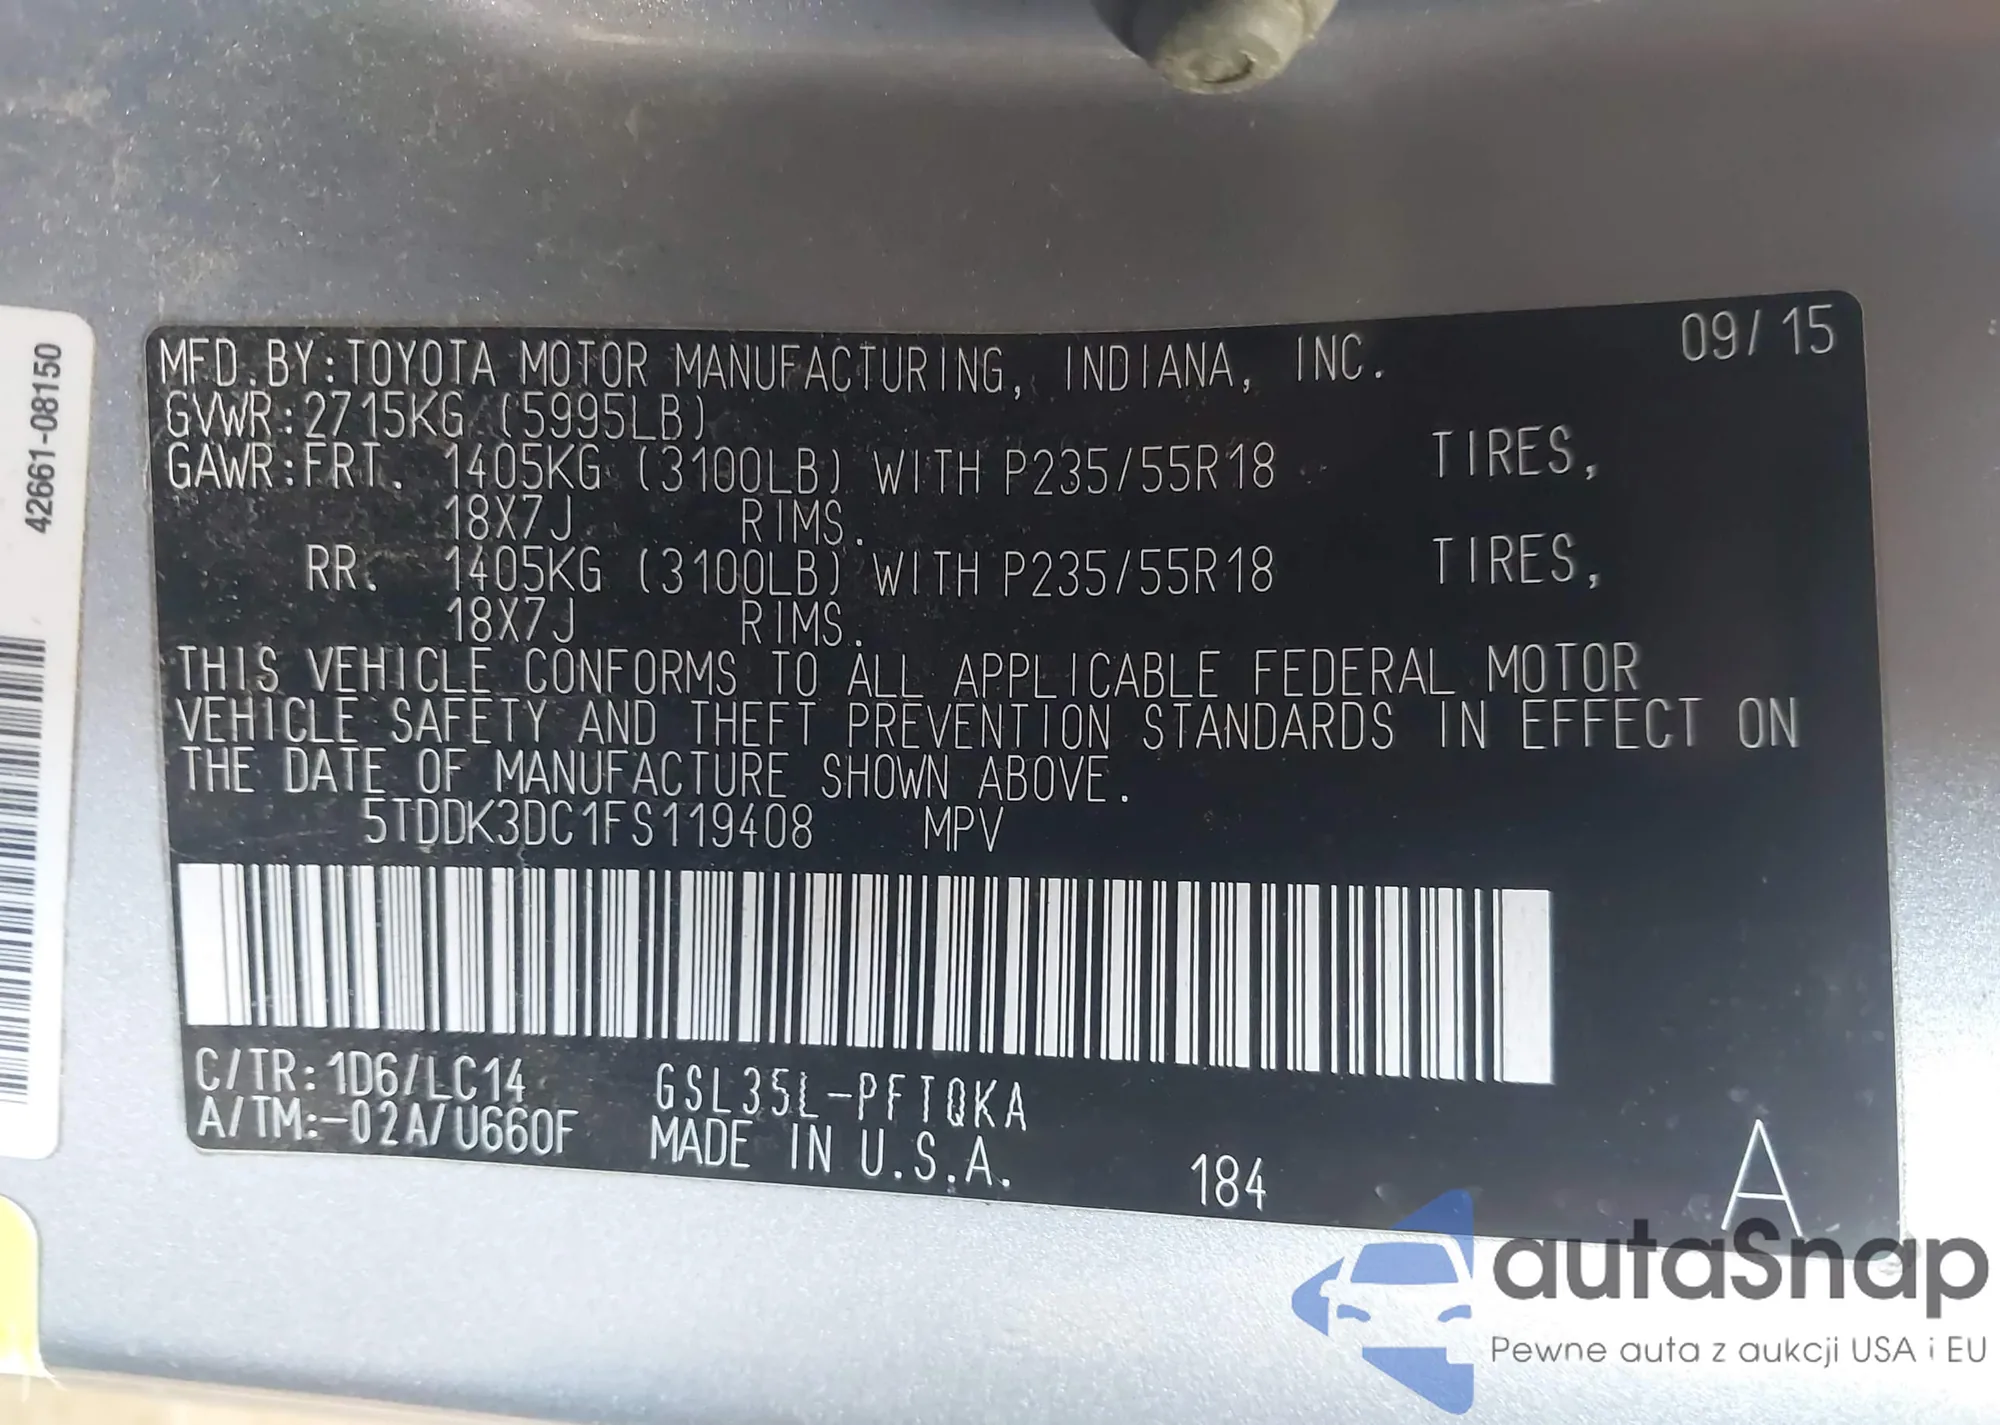 42661-08150
MFD.BY:TOYOTA MOTOR MANUFACTURING, INDIANA, INC. 09/15
GVWR:2715KG (5995LB)
GAWR:FRT. 1405KG (3100LB) WITH P235/55R18 TIRES,
18X7J RIMS.
RR. 1405KG (3100LB) WITH P235/55R18 TIRES,
18X7J RIMS.
THIS VEHICLE CONFORMS TO ALL APPLICABLE FEDERAL MOTOR
VEHICLE SAFETY AND THEFT PREVENTION STANDARDS IN EFFECT ON
THE DATE OF MANUFACTURE SHOWN ABOVE.
5TDDK3DC1FS119408 MPV
C/TR:1D6/LC14 GSL35L-PFTQKA
A/TM:-02A/U660F MADE IN U.S.A. 184 A
autaSnap
Pewne auta z aukcji USA i EU